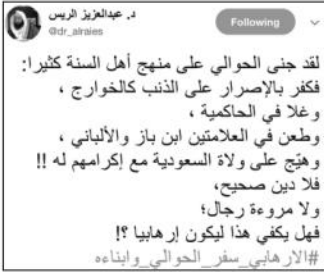 د. عبدالعزيز الريس
@dr_alraies
Following
لقد جنى الحوالي على منهج أهل السنة كثيرا:
فكفر بالإصرار على الذنب كالخوارج ،
وغلا في الحاكمية ،
وطعن في العلامتين ابن باز والألباني ،
وهيّج على ولاة السعودية مع إكرامهم له !!
فلا دين صحيح،
ولا مروءة رجال؛
فهل يكفي هذا ليكون إرهابيا ؟!
#الارهابي_سفر_الحوالي_وابناءه